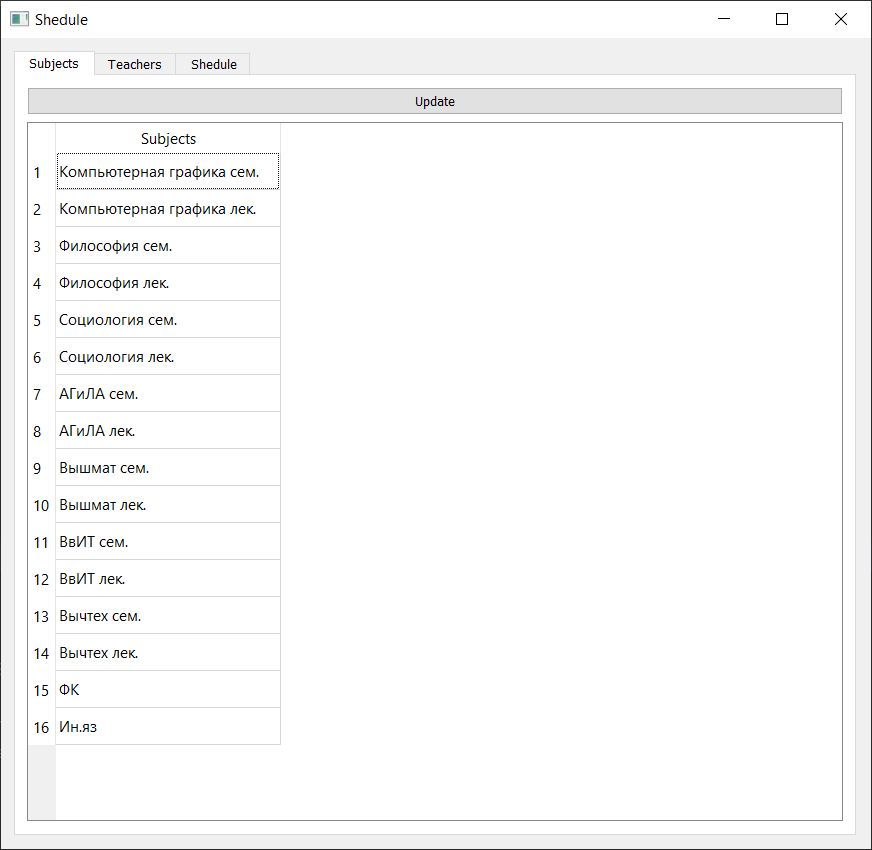 Shedule
Subjects Teachers Shedule
Update
Subjects
1 Компьютерная графика сем.
2 Компьютерная графика лек.
3 Философия сем.
4 Философия лек.
5 Социология сем.
6 Социология лек.
7 АГиЛА сем.
8 АГиЛА лек.
9 Вышмат сем.
10 Вышмат лек.
11 ВвИТ сем.
12 ВвИТ лек.
13 Вычтех сем.
14 Вычтех лек.
15 ФК
16 Ин.яз